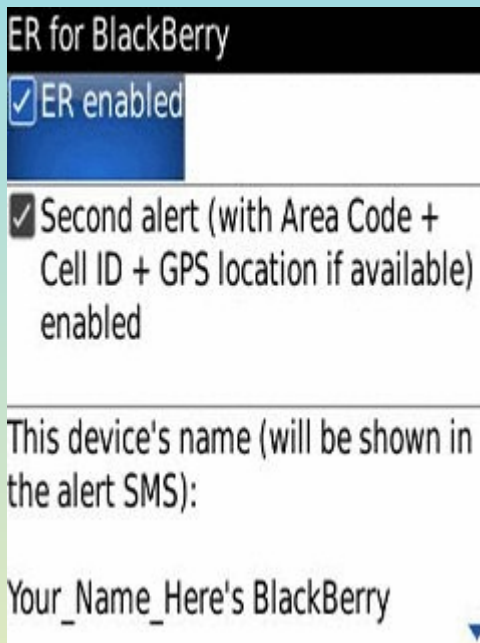 ER for BlackBerry
ER enabled
Second alert (with Area Code +
Cell ID + GPS location if available)
enabled
This device's name (will be shown in
the alert SMS):
Your_Name_Here's BlackBerry